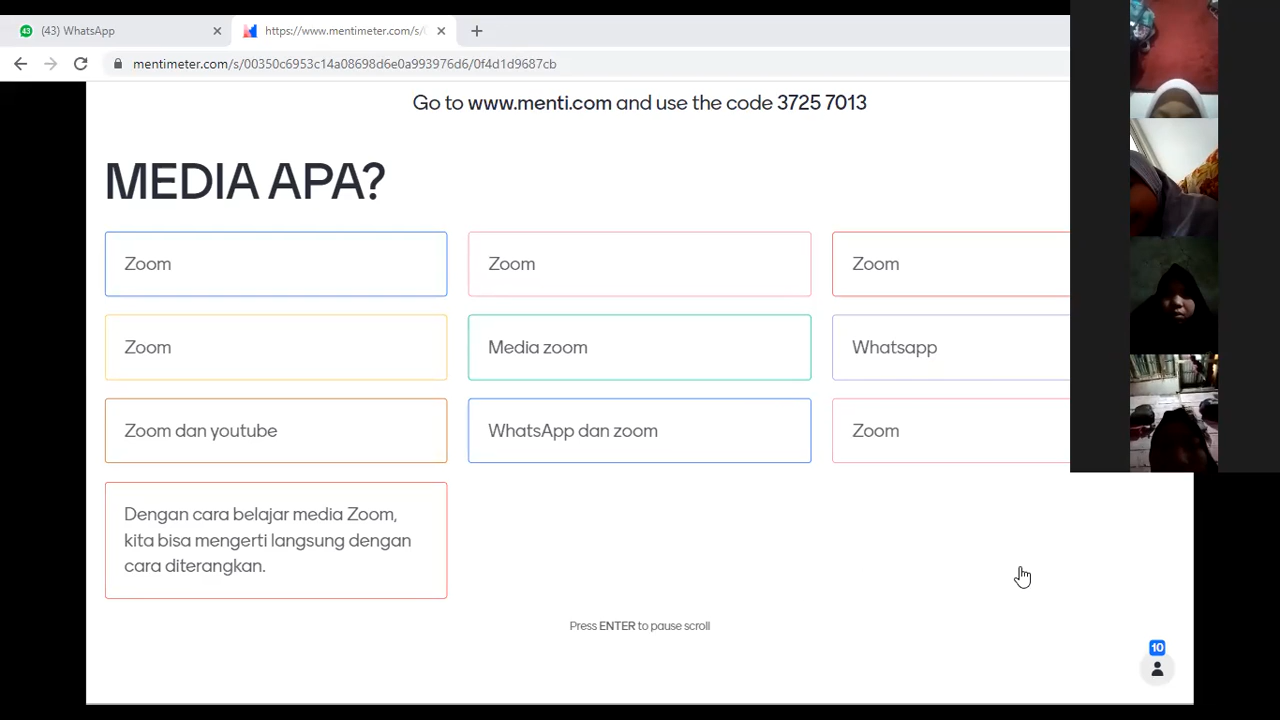 43
(43) WhatsApp
https://www.mentimeter.com/s/
mentimeter.com/s/00350c6953c14a08698d6e0a993976d6/0f4d1d9687cb
Go to www.menti.com and use the code 3725 7013
MEDIA APA?
Zoom
Zoom
Zoom
Zoom
Media zoom
Whatsapp
Zoom dan youtube
WhatsApp dan zoom
Zoom
Dengan cara belajar media Zoom,
kita bisa mengerti langsung dengan
cara diterangkan.
Press ENTER to pause scroll
10